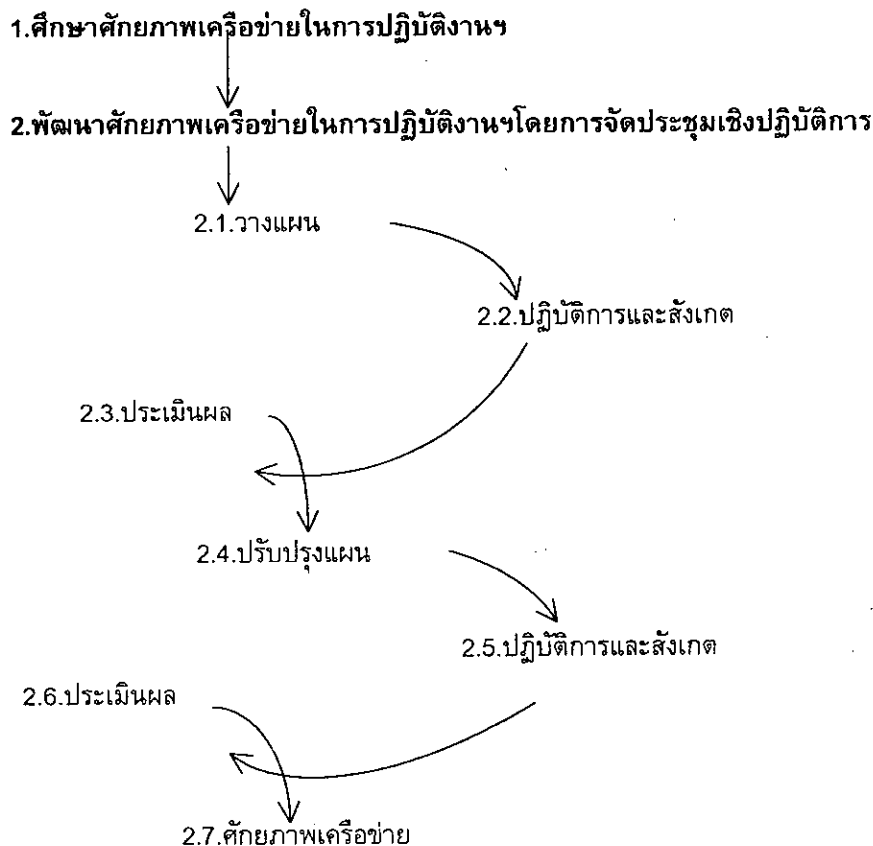 1.ศึกษาศักยภาพเครือข่ายในการปฏิบัติงานฯ
2.พัฒนาศักยภาพเครือข่ายในการปฏิบัติงานฯโดยการจัดประชุมเชิงปฏิบัติการ
2.1.วางแผน
2.2.ปฏิบัติการและสังเกต
2.3.ประเมินผล
2.4.ปรับปรุงแผน
2.5.ปฏิบัติการและสังเกต
2.6.ประเมินผล
2.7.ศักยภาพเครือข่าย